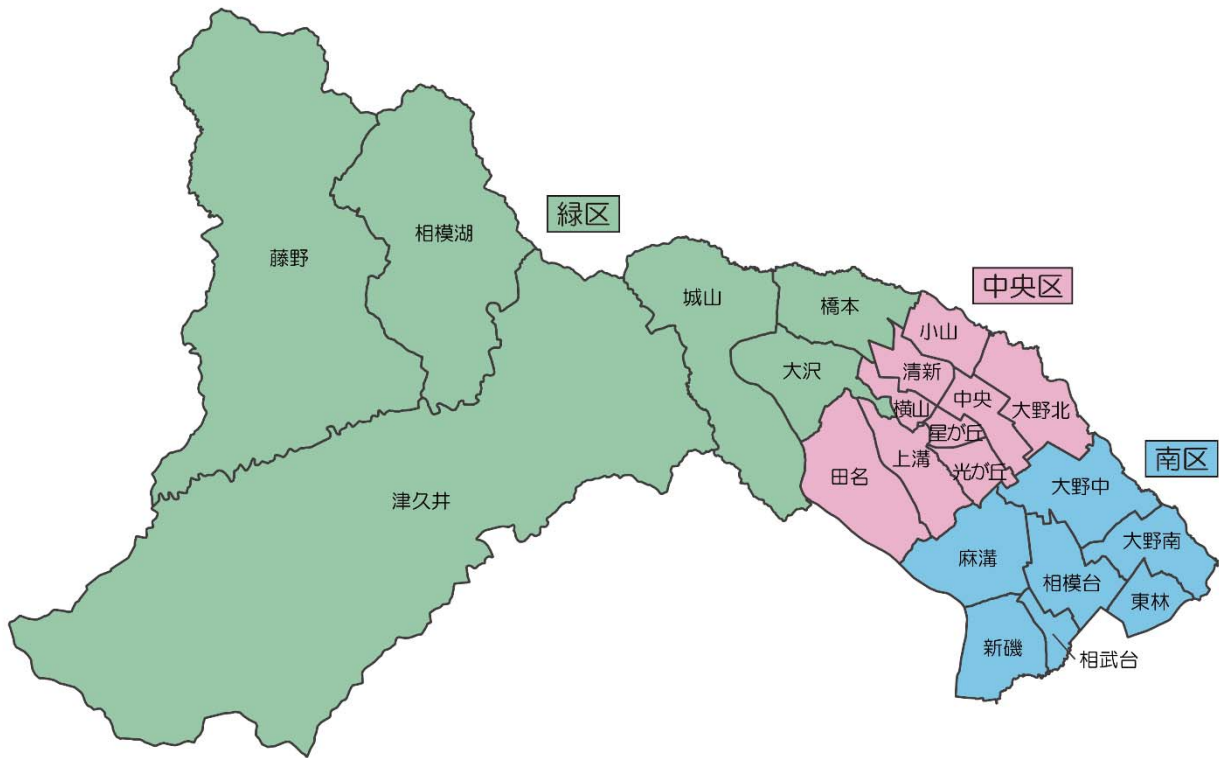 緑区
藤野
相模湖
津久井
城山
橋本
大沢
中央区
小山
清新
横山
中央
大野北
星が丘
光が丘
上溝
田名
南区
大野中
大野南
麻溝
相模台
東林
新磯
相武台